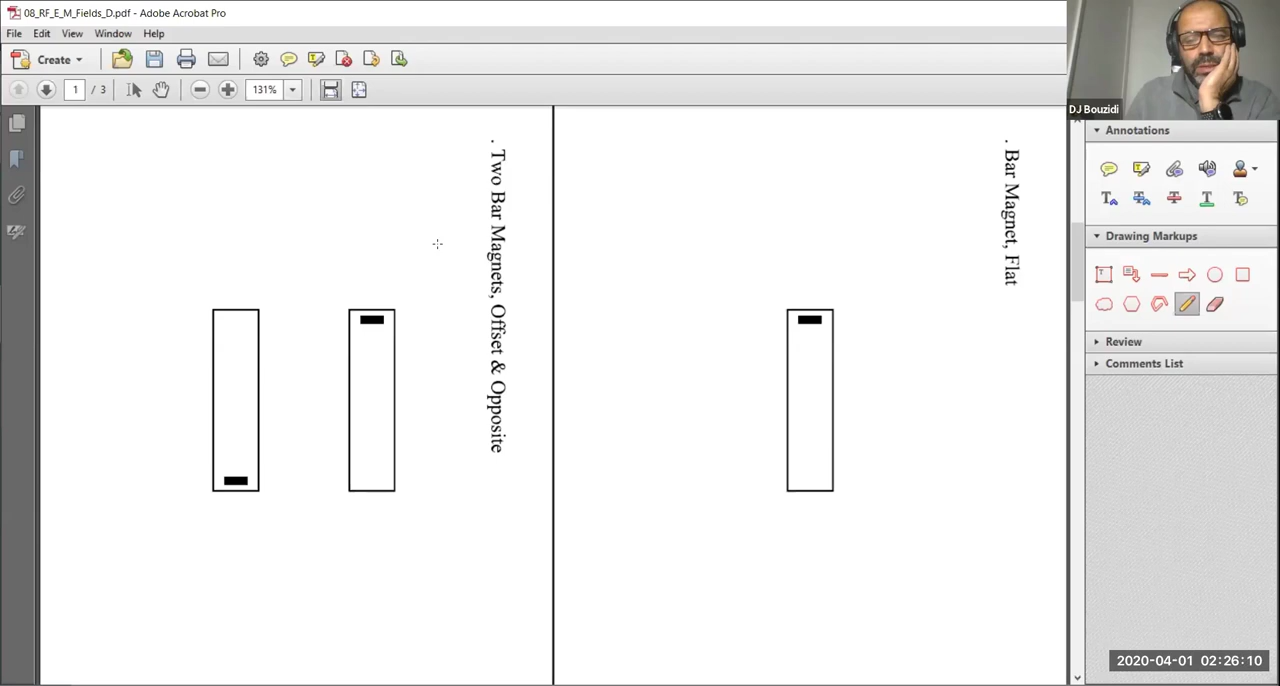 08_RF_E_M_Fields_D.pdf - Adobe Acrobat Pro
File Edit View Window Help
Create
1 / 3
131%
DJ Bouzidi
. Two Bar Magnets, Offset & Opposite
. Bar Magnet, Flat
Annotations
Drawing Markups
Review
Comments List
2020-04-01 02:26:10